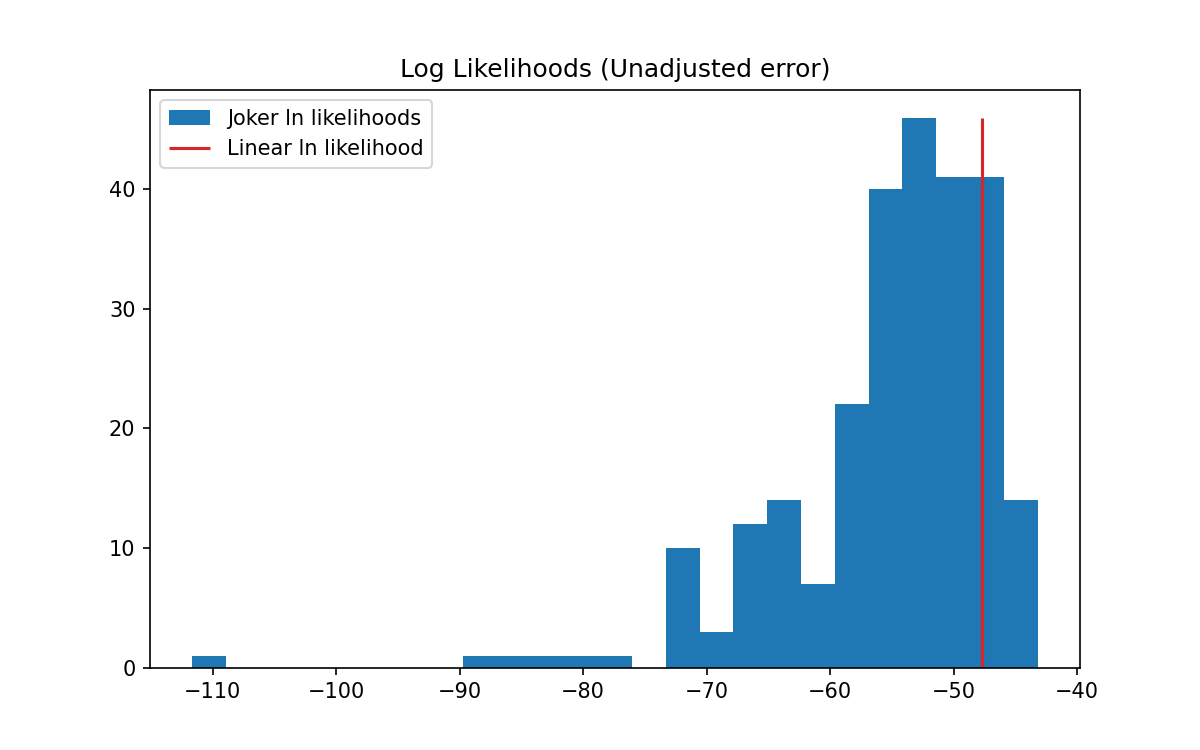 Log Likelihoods (Unadjusted error)
Joker ln likelihoods
Linear ln likelihood
40
30
20
10
0
−110 −100 −90 −80 −70 −60 −50 −40